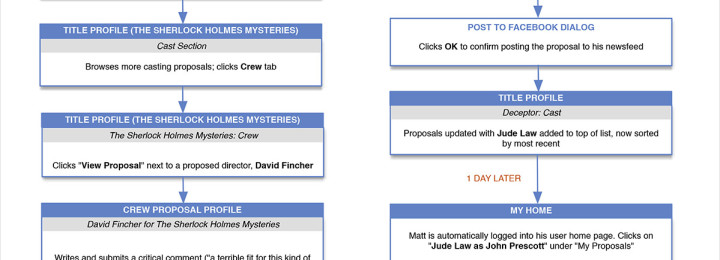 TITLE PROFILE (THE SHERLOCK HOLMES MYSTERIES)
Cast Section
Browses more casting proposals; clicks Crew tab
TITLE PROFILE (THE SHERLOCK HOLMES MYSTERIES)
The Sherlock Holmes Mysteries: Crew
Clicks "View Proposal" next to a proposed director, David Fincher
CREW PROPOSAL PROFILE
David Fincher for The Sherlock Holmes Mysteries
Writes and submits a critical comment ("a terrible fit for this kind of
POST TO FACEBOOK DIALOG
Clicks OK to confirm posting the proposal to his newsfeed
TITLE PROFILE
Deceptor: Cast
Proposals updated with Jude Law added to top of list, now sorted
by most recent
1 DAY LATER
MY HOME
Matt is automatically logged into his user home page. Clicks on
"Jude Law as John Prescott" under "My Proposals"